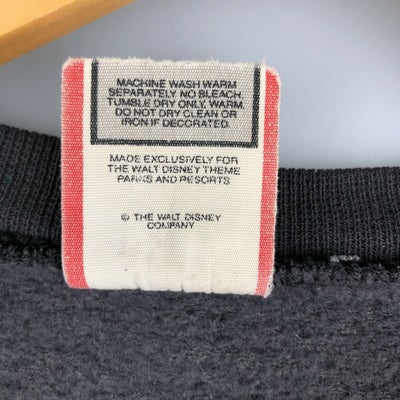 MACHINE WASH WARM
SEPARATELY. NO BLEACH.
TUMBLE DRY ONLY, WARM.
DO NOT DRY CLEAN OR
IRON IF DECORATED.
MADE EXCLUSIVELY FOR
THE WALT DISNEY THEME
PARKS AND RESORTS
© THE WALT DISNEY
COMPANY